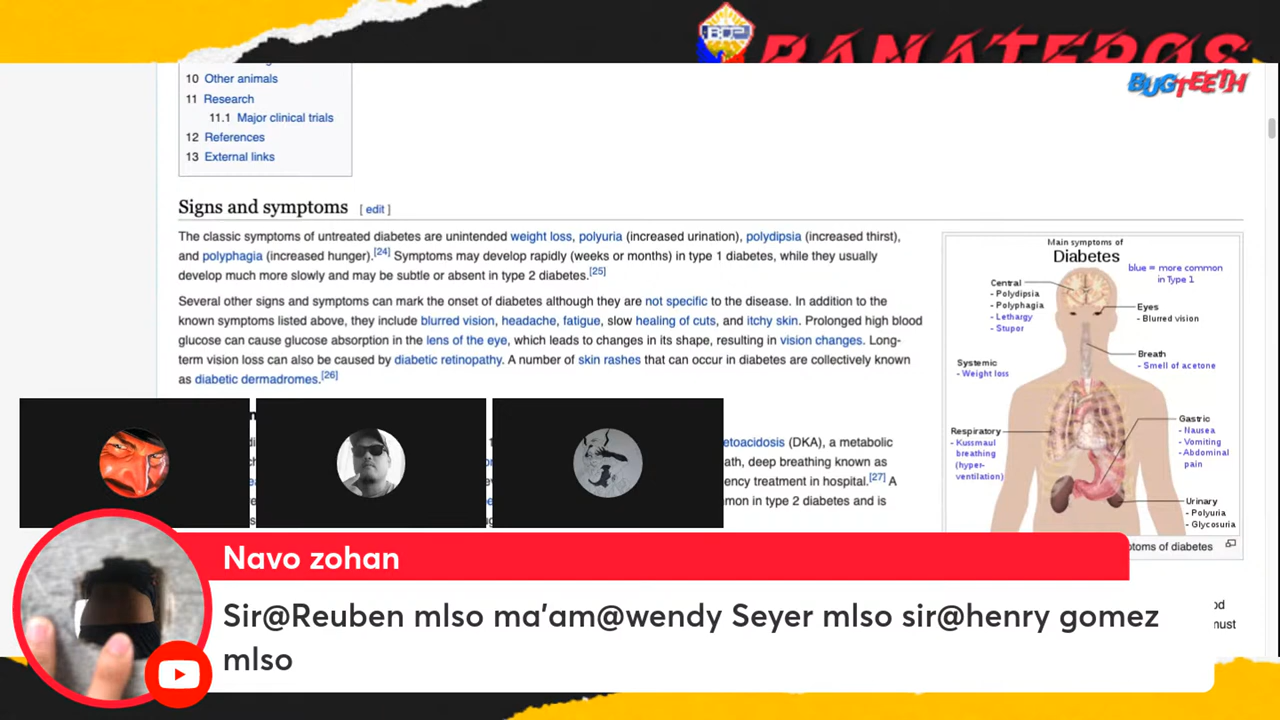 BANATEROS
BUGTEETH
10 Other animals
11 Research
11.1 Major clinical trials
12 References
13 External links
Signs and symptoms [ edit ]
The classic symptoms of untreated diabetes are unintended weight loss, polyuria (increased urination), polydipsia (increased thirst),
and polyphagia (increased hunger).[24] Symptoms may develop rapidly (weeks or months) in type 1 diabetes, while they usually
develop much more slowly and may be subtle or absent in type 2 diabetes.[25]
Several other signs and symptoms can mark the onset of diabetes although they are not specific to the disease. In addition to the
known symptoms listed above, they include blurred vision, headache, fatigue, slow healing of cuts, and itchy skin. Prolonged high blood
glucose can cause glucose absorption in the lens of the eye, which leads to changes in its shape, resulting in vision changes. Long-
term vision loss can also be caused by diabetic retinopathy. A number of skin rashes that can occur in diabetes are collectively known
as diabetic dermadromes.[26]
(DKA), a metabolic
deep breathing known as
treatment in hospital.[27] A
in type 2 diabetes and is
Main symptoms of
Diabetes
blue = more common
in Type 1
Central
- Polydipsia
- Polyphagia
- Lethargy
- Stupor
Eyes
- Blurred vision
Breath
- Smell of acetone
Systemic
- Weight loss
Respiratory
- Kussmaul
breathing
(hyper-
ventilation)
Gastric
- Nausea
- Vomiting
- Abdominal
pain
Urinary
- Polyuria
- Glycosuria
of diabetes
Navo zohan
Sir@Reuben mlso ma'am@wendy Seyer mlso sir@henry gomez
mlso